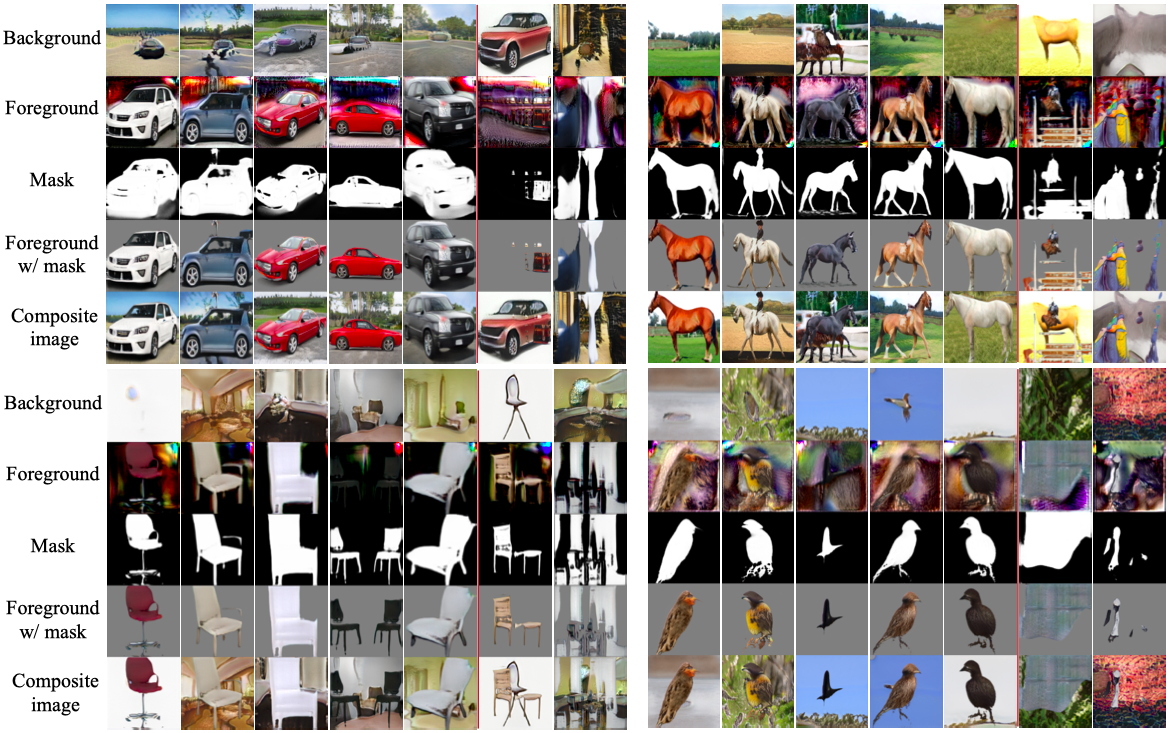 Background
Foreground
Mask
Foreground
w/ mask
Composite
image
Background
Foreground
Mask
Foreground
w/ mask
Composite
image